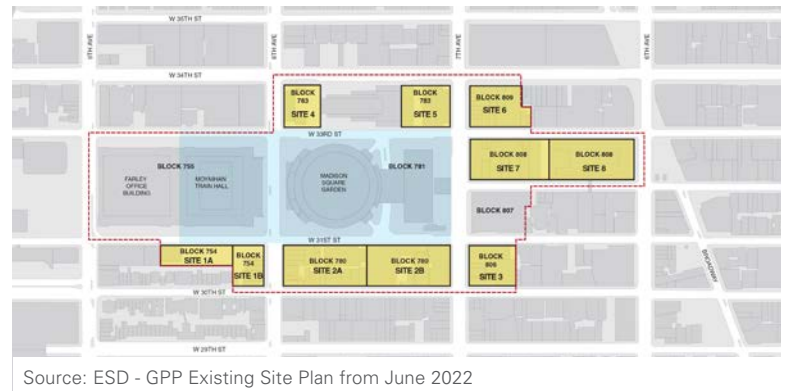 W 35TH ST
9TH AVE
8TH AVE
7TH AVE
6TH AVE
W 34TH ST
BLOCK
783
SITE 4
BLOCK
783
SITE 5
BLOCK 809
SITE 6
W 33RD ST
BLOCK 755
FARLEY
OFFICE
BUILDING
MOYNIHAN
TRAIN HALL
MADISON
SQUARE
GARDEN
BLOCK 781
BLOCK 808
SITE 7
BLOCK 808
SITE 8
BLOCK 807
W 31ST ST
BLOCK 754
SITE 1A
BLOCK
754
SITE 1B
BLOCK 780
SITE 2A
BLOCK 780
SITE 2B
BLOCK
806
SITE 3
BROADWAY
W 30TH ST
W 29TH ST
Source: ESD - GPP Existing Site Plan from June 2022